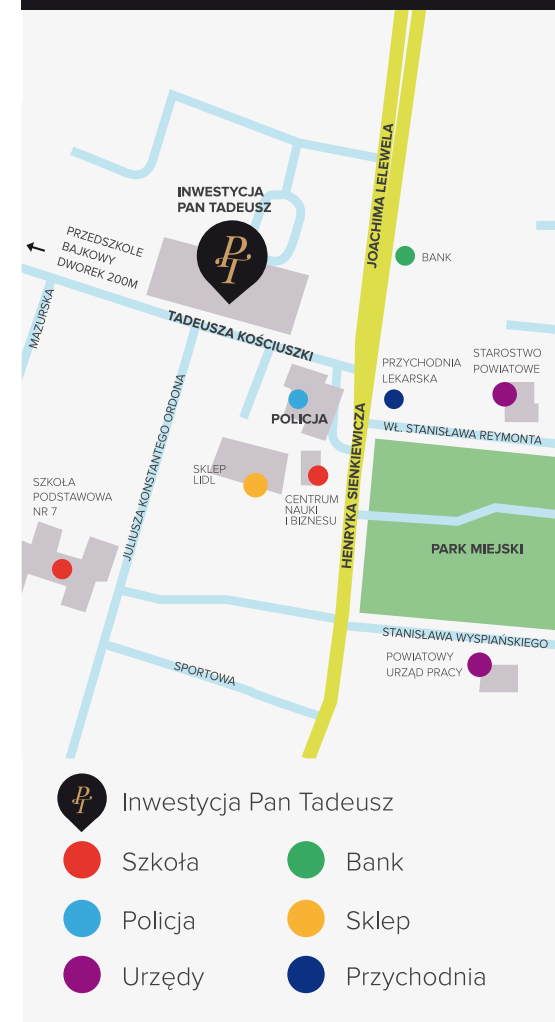 JOACHIMA LELEWELA
INWESTYCJA
PAN TADEUSZ
PT
PRZEDSZKOLE
BAJKOWY
DWOREK 200M
BANK
MAZURSKA
TADEUSZA KOŚCIUSZKI
STAROSTWO
POWIATOWE
PRZYCHODNIA
LEKARSKA
JULIUSZA KONSTANTEGO ORDONA
POLICJA
WŁ. STANISŁAWA REYMONTA
HENRYKA SIENKIEWICZA
SKLEP
LIDL
SZKOŁA
PODSTAWOWA
NR 7
CENTRUM
NAUKI
I BIZNESU
PARK MIEJSKI
STANISŁAWA WYSPIAŃSKIEGO
POWIATOWY
URZĄD PRACY
SPORTOWA
PT
Inwestycja Pan Tadeusz
Szkoła
Bank
Policja
Sklep
Urzędy
Przychodnia